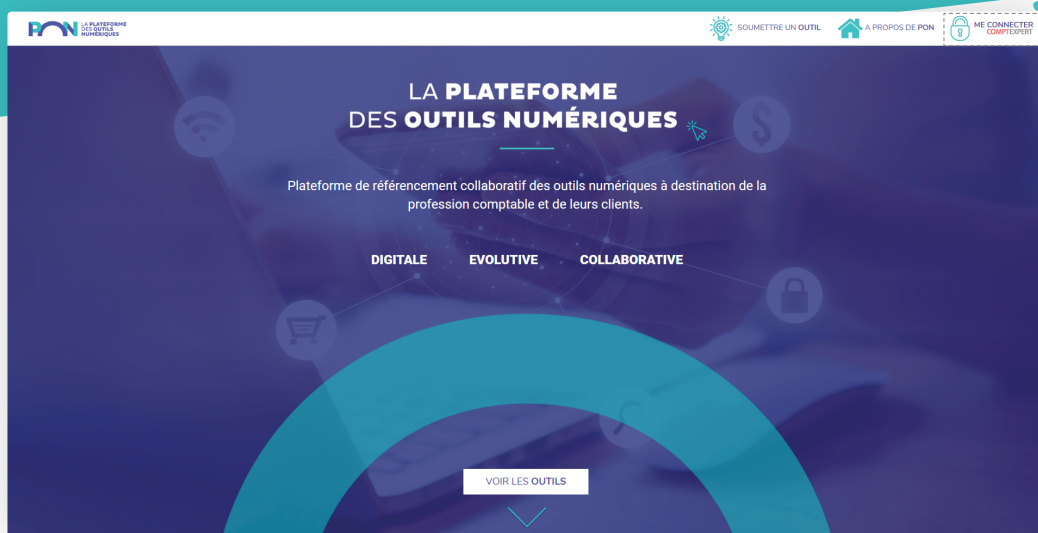 PON LA PLATEFORME
DES OUTILS
NUMÉRIQUES
SOUMETTRE UN OUTIL
A PROPOS DE PON
ME CONNECTER
COMPTEXPERT
LA PLATEFORME
DES OUTILS NUMÉRIQUES
Plateforme de référencement collaboratif des outils numériques à destination de la
profession comptable et de leurs clients.
DIGITALE EVOLUTIVE COLLABORATIVE
VOIR LES OUTILS